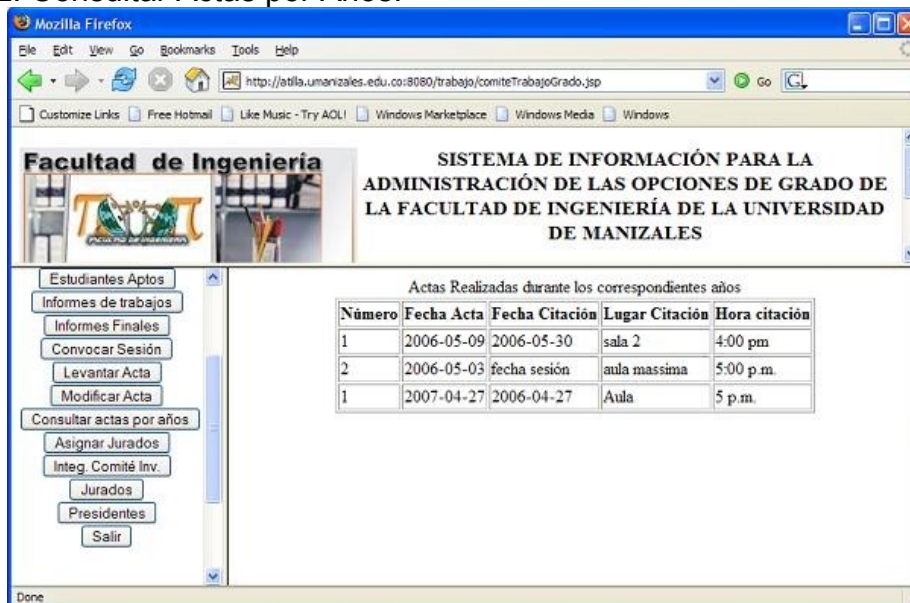 2. Consultar Actas por Años.
Mozilla Firefox
File Edit View Go Bookmarks Tools Help
http://atilla.umanizales.edu.co:8080/trabajo/comiteTrabajoGrado.jsp Go
Customize Links Free Hotmail Like Music - Try AOL! Windows Marketplace Windows Media Windows
Facultad de Ingeniería
SISTEMA DE INFORMACIÓN PARA LA
ADMINISTRACIÓN DE LAS OPCIONES DE GRADO DE
LA FACULTAD DE INGENIERÍA DE LA UNIVERSIDAD
DE MANIZALES
FACULTAD DE INGENIERIA
Estudiantes Aptos
Informes de trabajos
Informes Finales
Convocar Sesión
Levantar Acta
Modificar Acta
Consultar actas por años
Asignar Jurados
Integ. Comité Inv.
Jurados
Presidentes
Salir
Actas Realizadas durante los correspondientes años
Número Fecha Acta Fecha Citación Lugar Citación Hora citación
1 2006-05-09 2006-05-30 sala 2 4:00 pm
2 2006-05-03 fecha sesión aula massima 5:00 p.m.
1 2007-04-27 2006-04-27 Aula 5 p.m.
Done